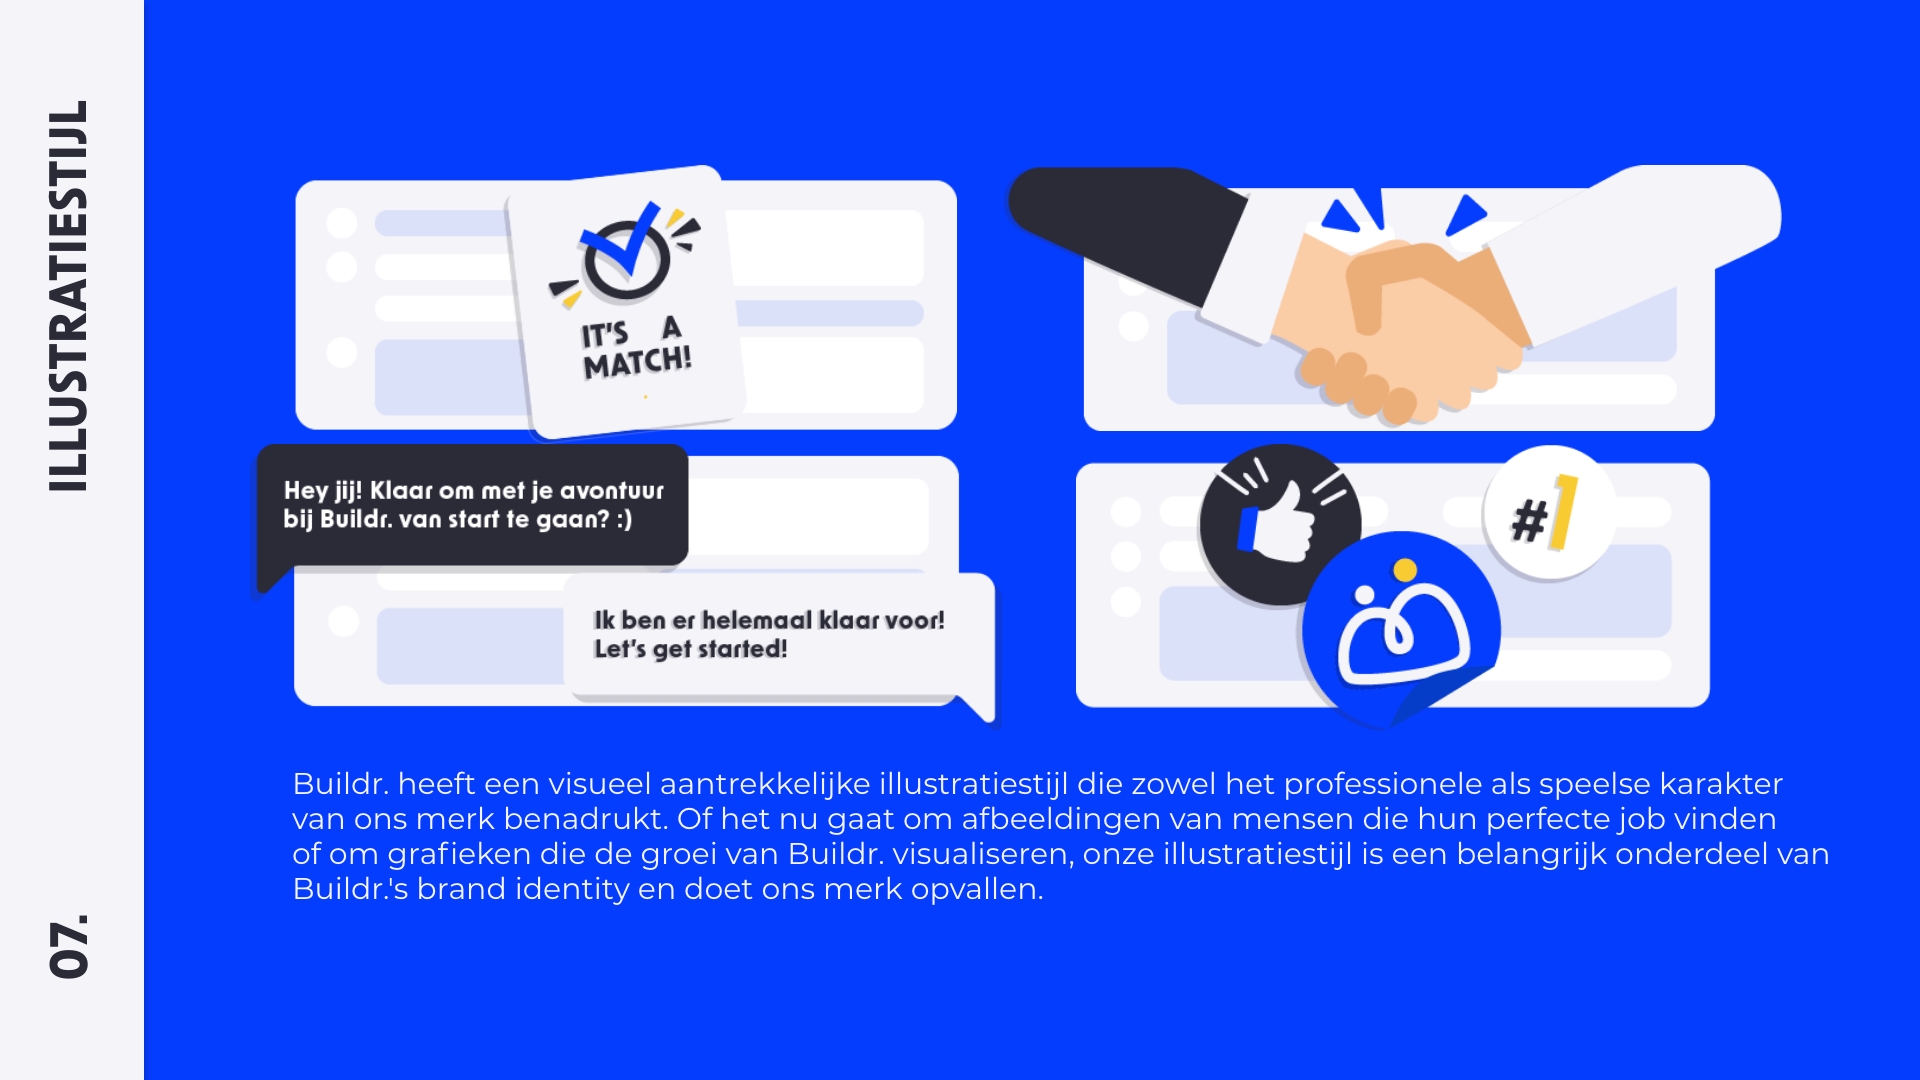 ILLUSTRATIESTIJL
07.
IT'S A
MATCH!
Hey jij! Klaar om met je avontuur
bij Buildr. van start te gaan? :)
Ik ben er helemaal klaar voor!
Let's get started!
#1
Buildr. heeft een visueel aantrekkelijke illustratiestijl die zowel het professionele als speelse karakter
van ons merk benadrukt. Of het nu gaat om afbeeldingen van mensen die hun perfecte job vinden
of om grafieken die de groei van Buildr. visualiseren, onze illustratiestijl is een belangrijk onderdeel van
Buildr.'s brand identity en doet ons merk opvallen.